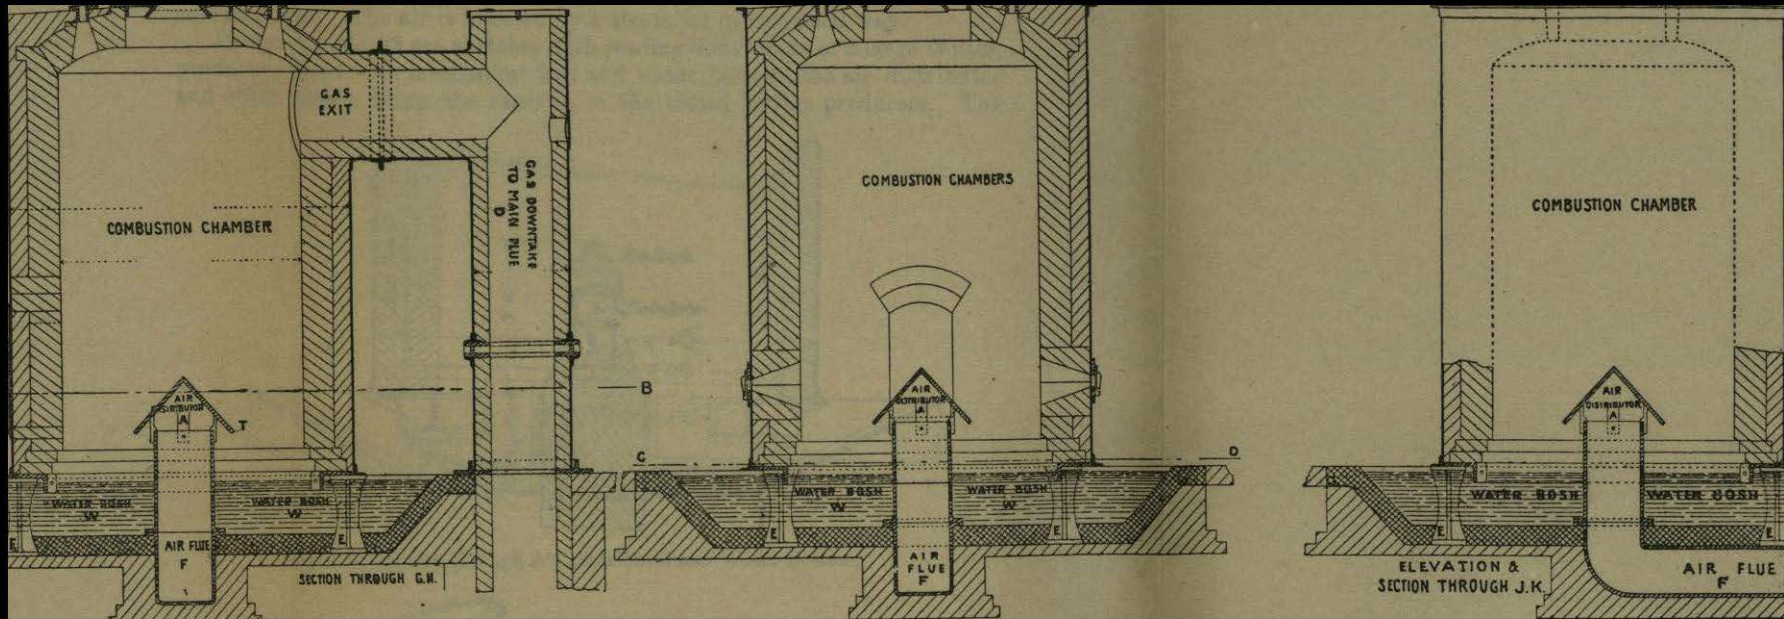 GAS
EXIT
GAS DOWNTAKE
TO MAIN FLUE
D
COMBUSTION CHAMBER
B
AIR
DISTRIBUTOR
A
T
WATER BOSH
W
WATER BOSH
W
E
E
AIR FLUE
F
SECTION THROUGH G.H.
COMBUSTION CHAMBERS
AIR
DISTRIBUTOR
A
C
D
WATER BOSH
W
WATER BOSH
W
E
E
AIR
FLUE
F
COMBUSTION CHAMBER
AIR
DISTRIBUTOR
A
WATER BOSH
WATER BOSH
E
E
ELEVATION &
SECTION THROUGH J.K.
AIR FLUE
F